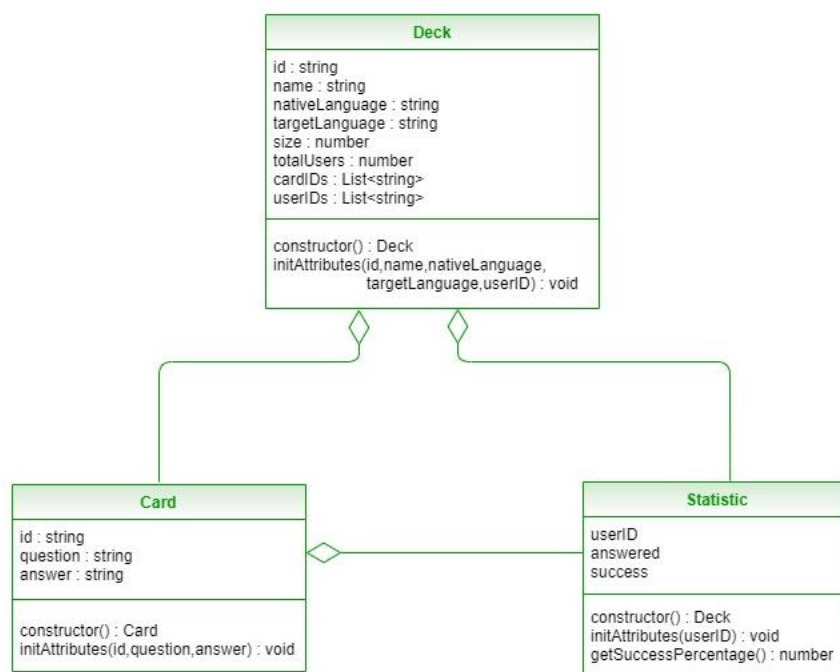 Deck
id : string
name : string
nativeLanguage : string
targetLanguage : string
size : number
totalUsers : number
cardIDs : List<string>
userIDs : List<string>
constructor() : Deck
initAttributes(id,name,nativeLanguage,
targetLanguage,userID) : void
Card
id : string
question : string
answer : string
constructor() : Card
initAttributes(id,question,answer) : void
Statistic
userID
answered
success
constructor() : Deck
initAttributes(userID) : void
getSuccessPercentage() : number